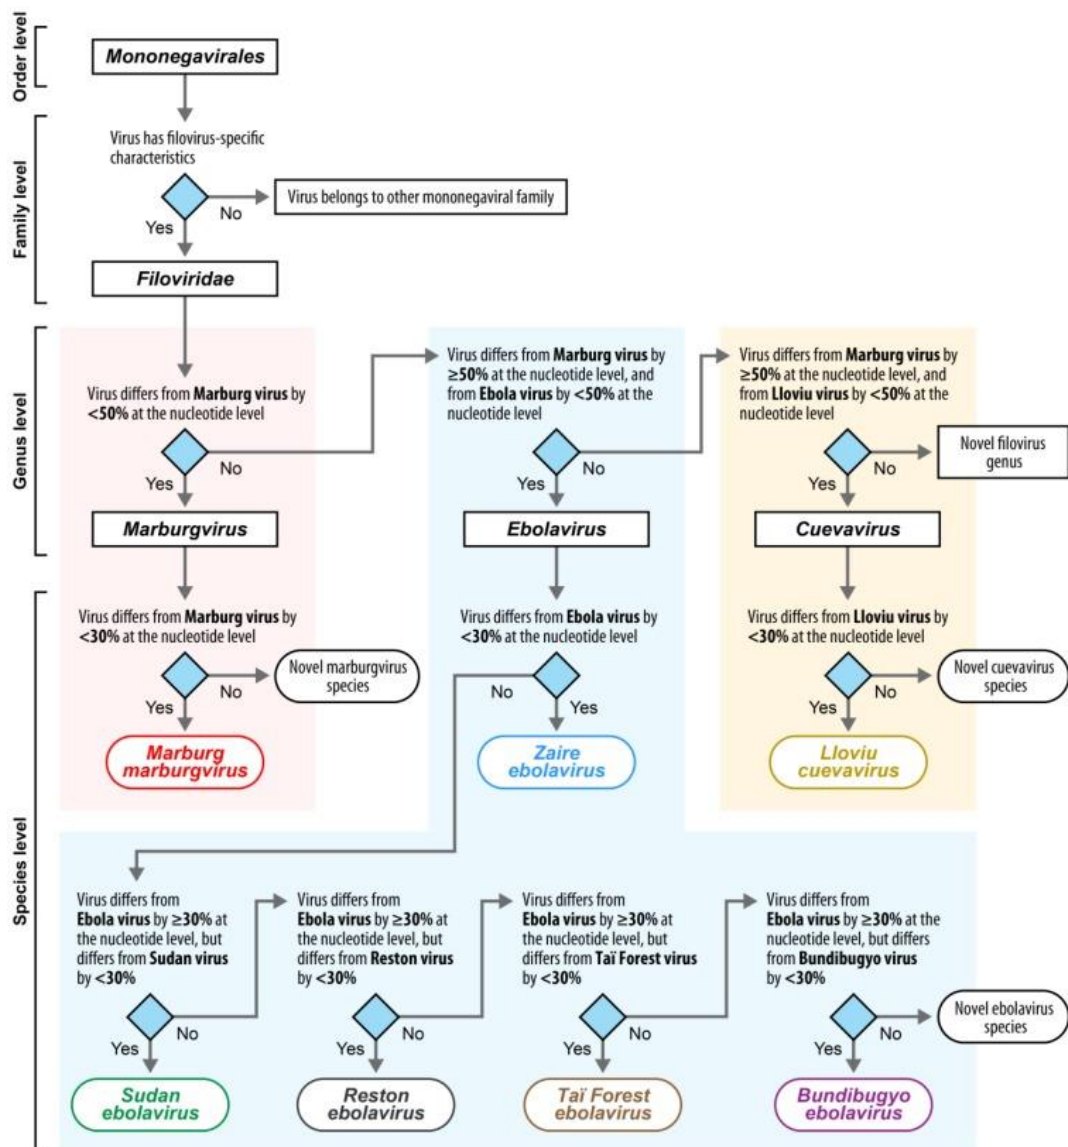 Order level
Mononegavirales
Family level
Virus has filovirus-specific
characteristics
No
Virus belongs to other mononegaviral family
Yes
Filoviridae
Genus level
Virus differs from Marburg virus by
<50% at the nucleotide level
No
Yes
Marburgvirus
Virus differs from Marburg virus by
≥50% at the nucleotide level, and
from Ebola virus by <50% at the
nucleotide level
No
Yes
Ebolavirus
Virus differs from Marburg virus by
≥50% at the nucleotide level, and
from Lloviu virus by <50% at the
nucleotide level
No
Novel filovirus
genus
Yes
Cuevavirus
Species level
Virus differs from Marburg virus by
<30% at the nucleotide level
No
Novel marburgvirus
species
Yes
Marburg
marburgvirus
Virus differs from Ebola virus by
<30% at the nucleotide level
No
Yes
Zaire
ebolavirus
Virus differs from Lloviu virus by
<30% at the nucleotide level
No
Novel cuevavirus
species
Yes
Lloviu
cuevavirus
Virus differs from
Ebola virus by ≥30% at
the nucleotide level, but
differs from Sudan virus
by <30%
No
Yes
Sudan
ebolavirus
Virus differs from
Ebola virus by ≥30% at
the nucleotide level, but
differs from Reston virus
by <30%
No
Yes
Reston
ebolavirus
Virus differs from
Ebola virus by ≥30% at
the nucleotide level, but
differs from Taï Forest virus
by <30%
No
Yes
Taï Forest
ebolavirus
Virus differs from
Ebola virus by ≥30% at the
nucleotide level, but differs
from Bundibugyo virus
by <30%
No
Novel ebolavirus
species
Yes
Bundibugyo
ebolavirus